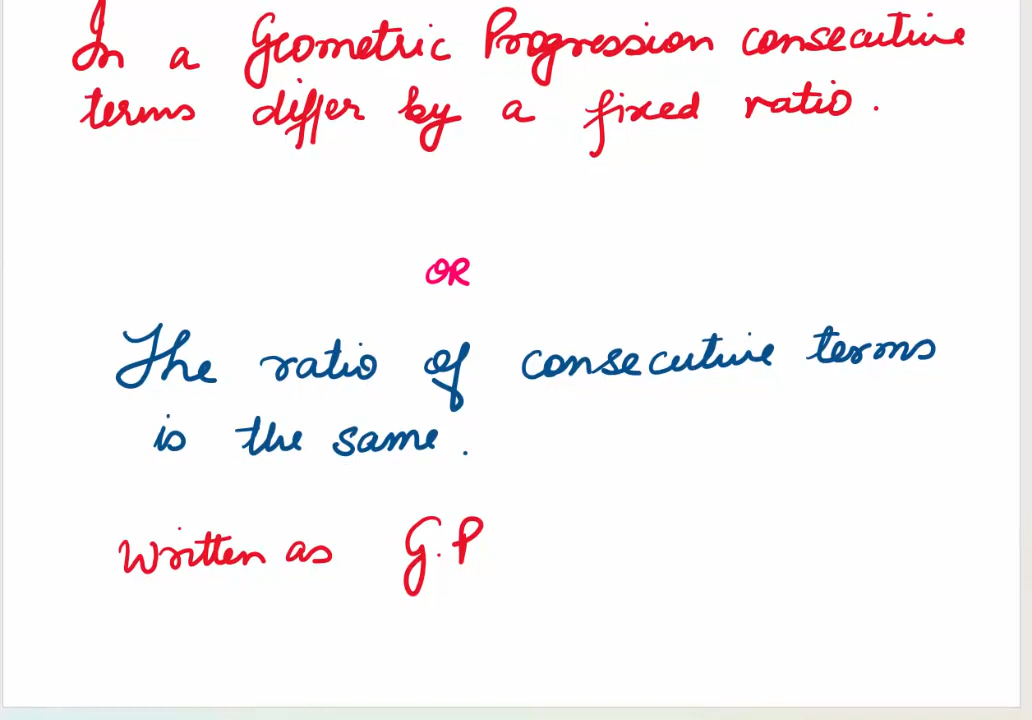 In a Geometric Progression consecutive
terms differ by a fixed ratio.
OR
The ratio of consecutive terms
is the same.
Written as G.P